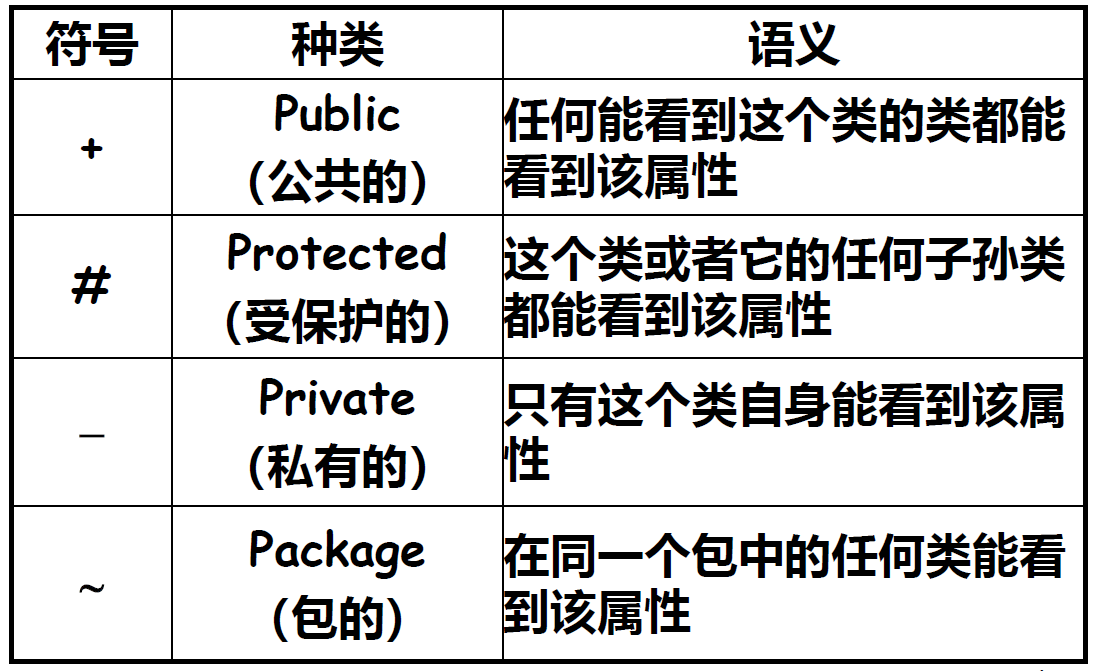 符号 种类 语义
+
Public
(公共的)
任何能看到这个类的类都能
看到该属性
#
Protected
(受保护的)
这个类或者它的任何子孙类
都能看到该属性
−
Private
(私有的)
只有这个类自身能看到该属
性
~
Package
(包的)
在同一个包中的任何类能看
到该属性